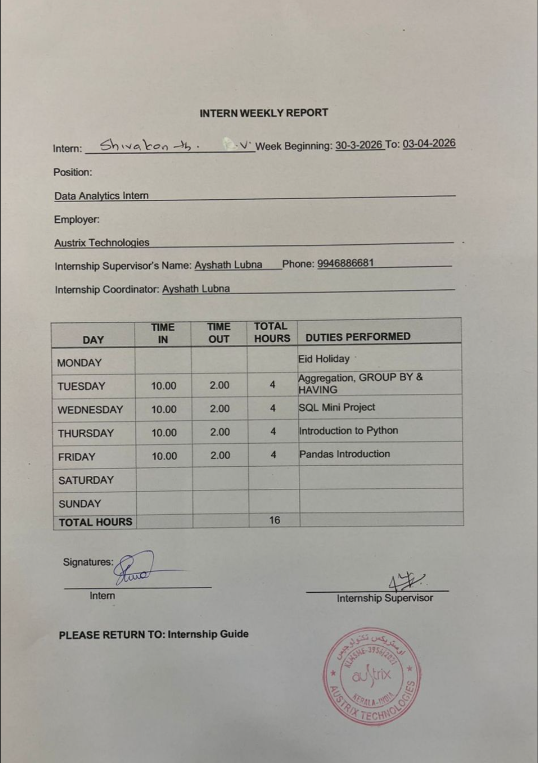 INTERN WEEKLY REPORT
Intern: Shivakanth. V Week Beginning: 30-3-2026 To: 03-04-2026
Position:
Data Analytics Intern
Employer:
Austrix Technologies
Internship Supervisor's Name: Ayshath Lubna Phone: 9946886681
Internship Coordinator: Ayshath Lubna
DAY TIME IN TIME OUT TOTAL HOURS DUTIES PERFORMED
MONDAY Eid Holiday
TUESDAY 10.00 2.00 4 Aggregation, GROUP BY & HAVING
WEDNESDAY 10.00 2.00 4 SQL Mini Project
THURSDAY 10.00 2.00 4 Introduction to Python
FRIDAY 10.00 2.00 4 Pandas Introduction
SATURDAY
SUNDAY
TOTAL HOURS 16
Signatures:
Intern
Internship Supervisor
PLEASE RETURN TO: Internship Guide
austrix
KERALA-INDIA
AUSTRIX TECHNOLOGIES